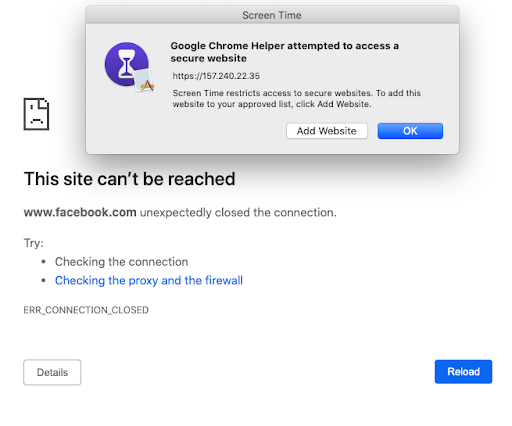 Screen Time
Google Chrome Helper attempted to access a
secure website
https://157.240.22.35
Screen Time restricts access to secure websites. To add this
website to your approved list, click Add Website.
Add Website
OK
This site can’t be reached
www.facebook.com unexpectedly closed the connection.
Try:
• Checking the connection
• Checking the proxy and the firewall
ERR_CONNECTION_CLOSED
Details
Reload